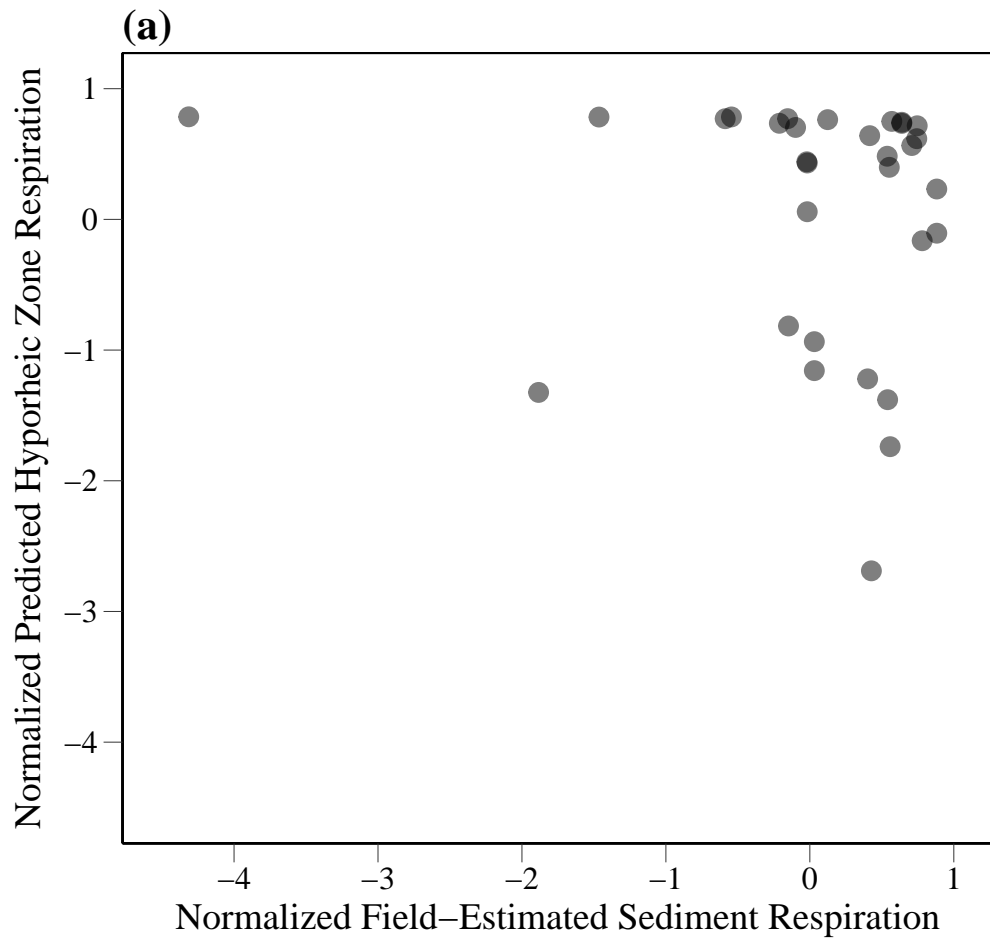 (a)
Normalized Predicted Hyporheic Zone Respiration
1
0
−1
−2
−3
−4
−4 −3 −2 −1 0 1
Normalized Field−Estimated Sediment Respiration